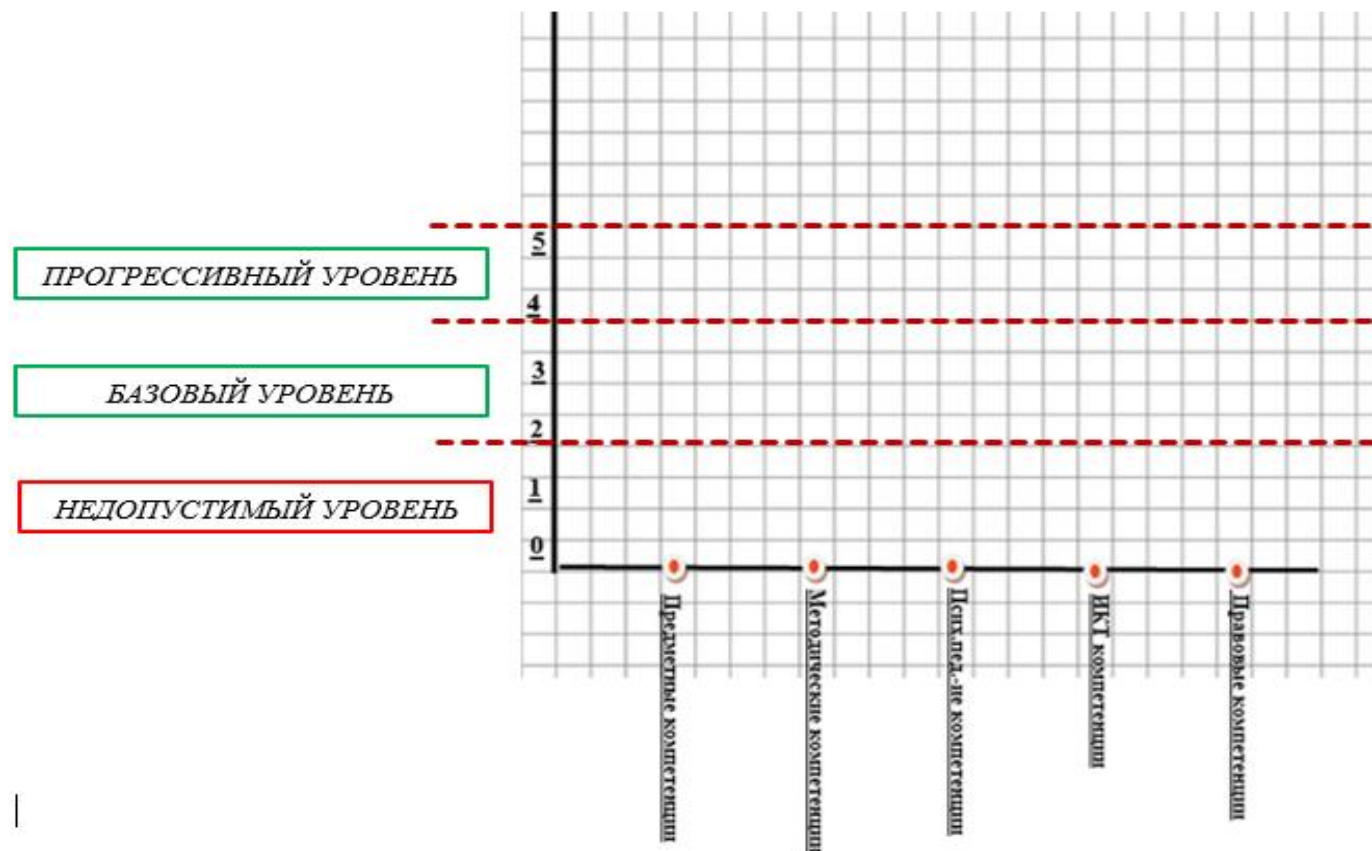 5
ПРОГРЕССИВНЫЙ УРОВЕНЬ
4
3
БАЗОВЫЙ УРОВЕНЬ
2
1
НЕДОПУСТИМЫЙ УРОВЕНЬ
0
Предметные компетенции
Методические компетенции
Псих.пед.-ие компетенции
ИКТ компетенции
Правовые компетенции